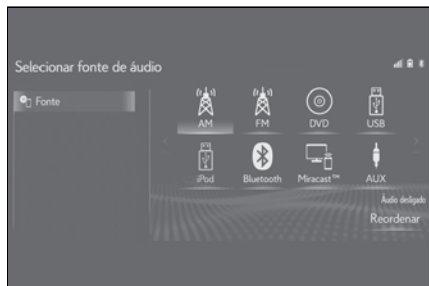 Selecionar fonte de áudio
Fonte
AM
FM
DVD
USB
iPod
Bluetooth
Miracast™
AUX
Áudio desligado
Reordenar